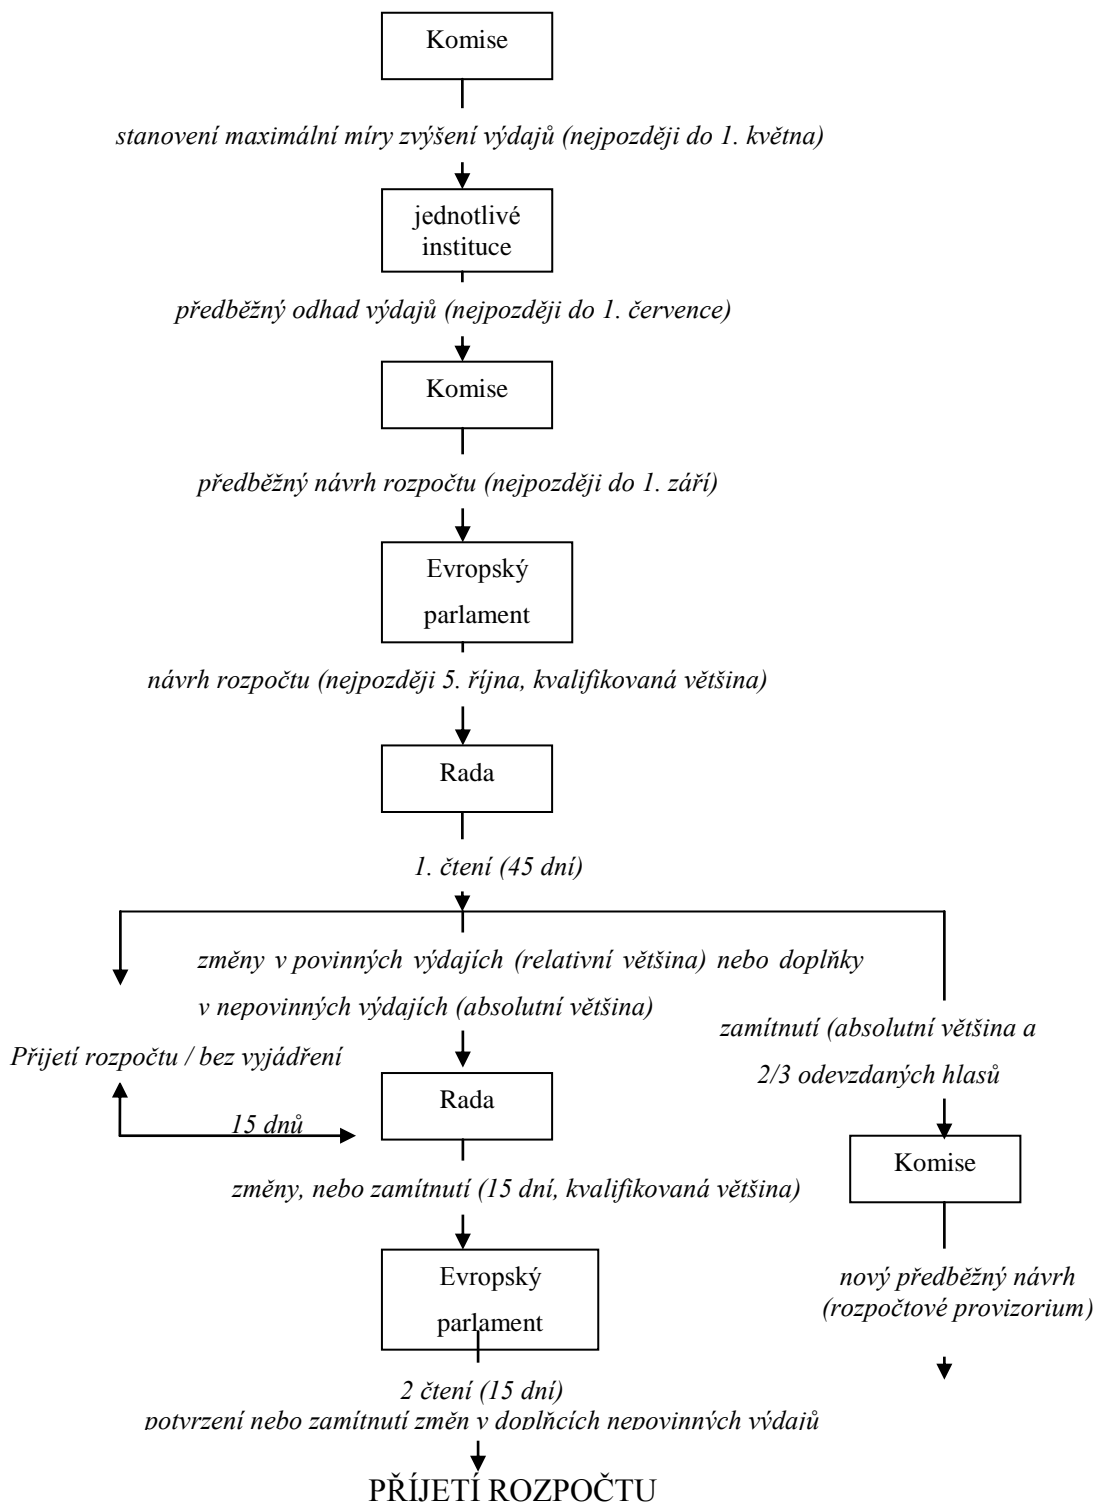 Komise
stanovení maximální míry zvýšení výdajů (nejpozději do 1. května)
jednotlivé
instituce
předběžný odhad výdajů (nejpozději do 1. července)
Komise
předběžný návrh rozpočtu (nejpozději do 1. září)
Evropský
parlament
návrh rozpočtu (nejpozději 5. října, kvalifikovaná většina)
Rada
1. čtení (45 dní)
změny v povinných výdajích (relativní většina) nebo doplňky
v nepovinných výdajích (absolutní většina)
zamítnutí (absolutní většina a
2/3 odevzdaných hlasů
Přijetí rozpočtu / bez vyjádření
15 dnů
Rada
Komise
změny, nebo zamítnutí (15 dní, kvalifikovaná většina)
Evropský
parlament
nový předběžný návrh
(rozpočtové provizorium)
2 čtení (15 dní)
potvrzení nebo zamítnutí změn v doplňcích nepovinných výdajů
PŘÍJETÍ ROZPOČTU